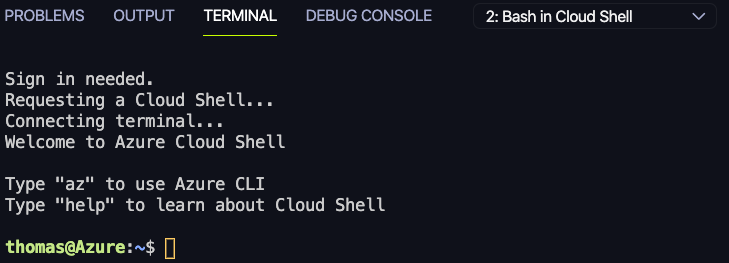 PROBLEMS OUTPUT TERMINAL DEBUG CONSOLE 2: Bash in Cloud Shell
Sign in needed.
Requesting a Cloud Shell...
Connecting terminal...
Welcome to Azure Cloud Shell
Type "az" to use Azure CLI
Type "help" to learn about Cloud Shell
thomas@Azure:~$